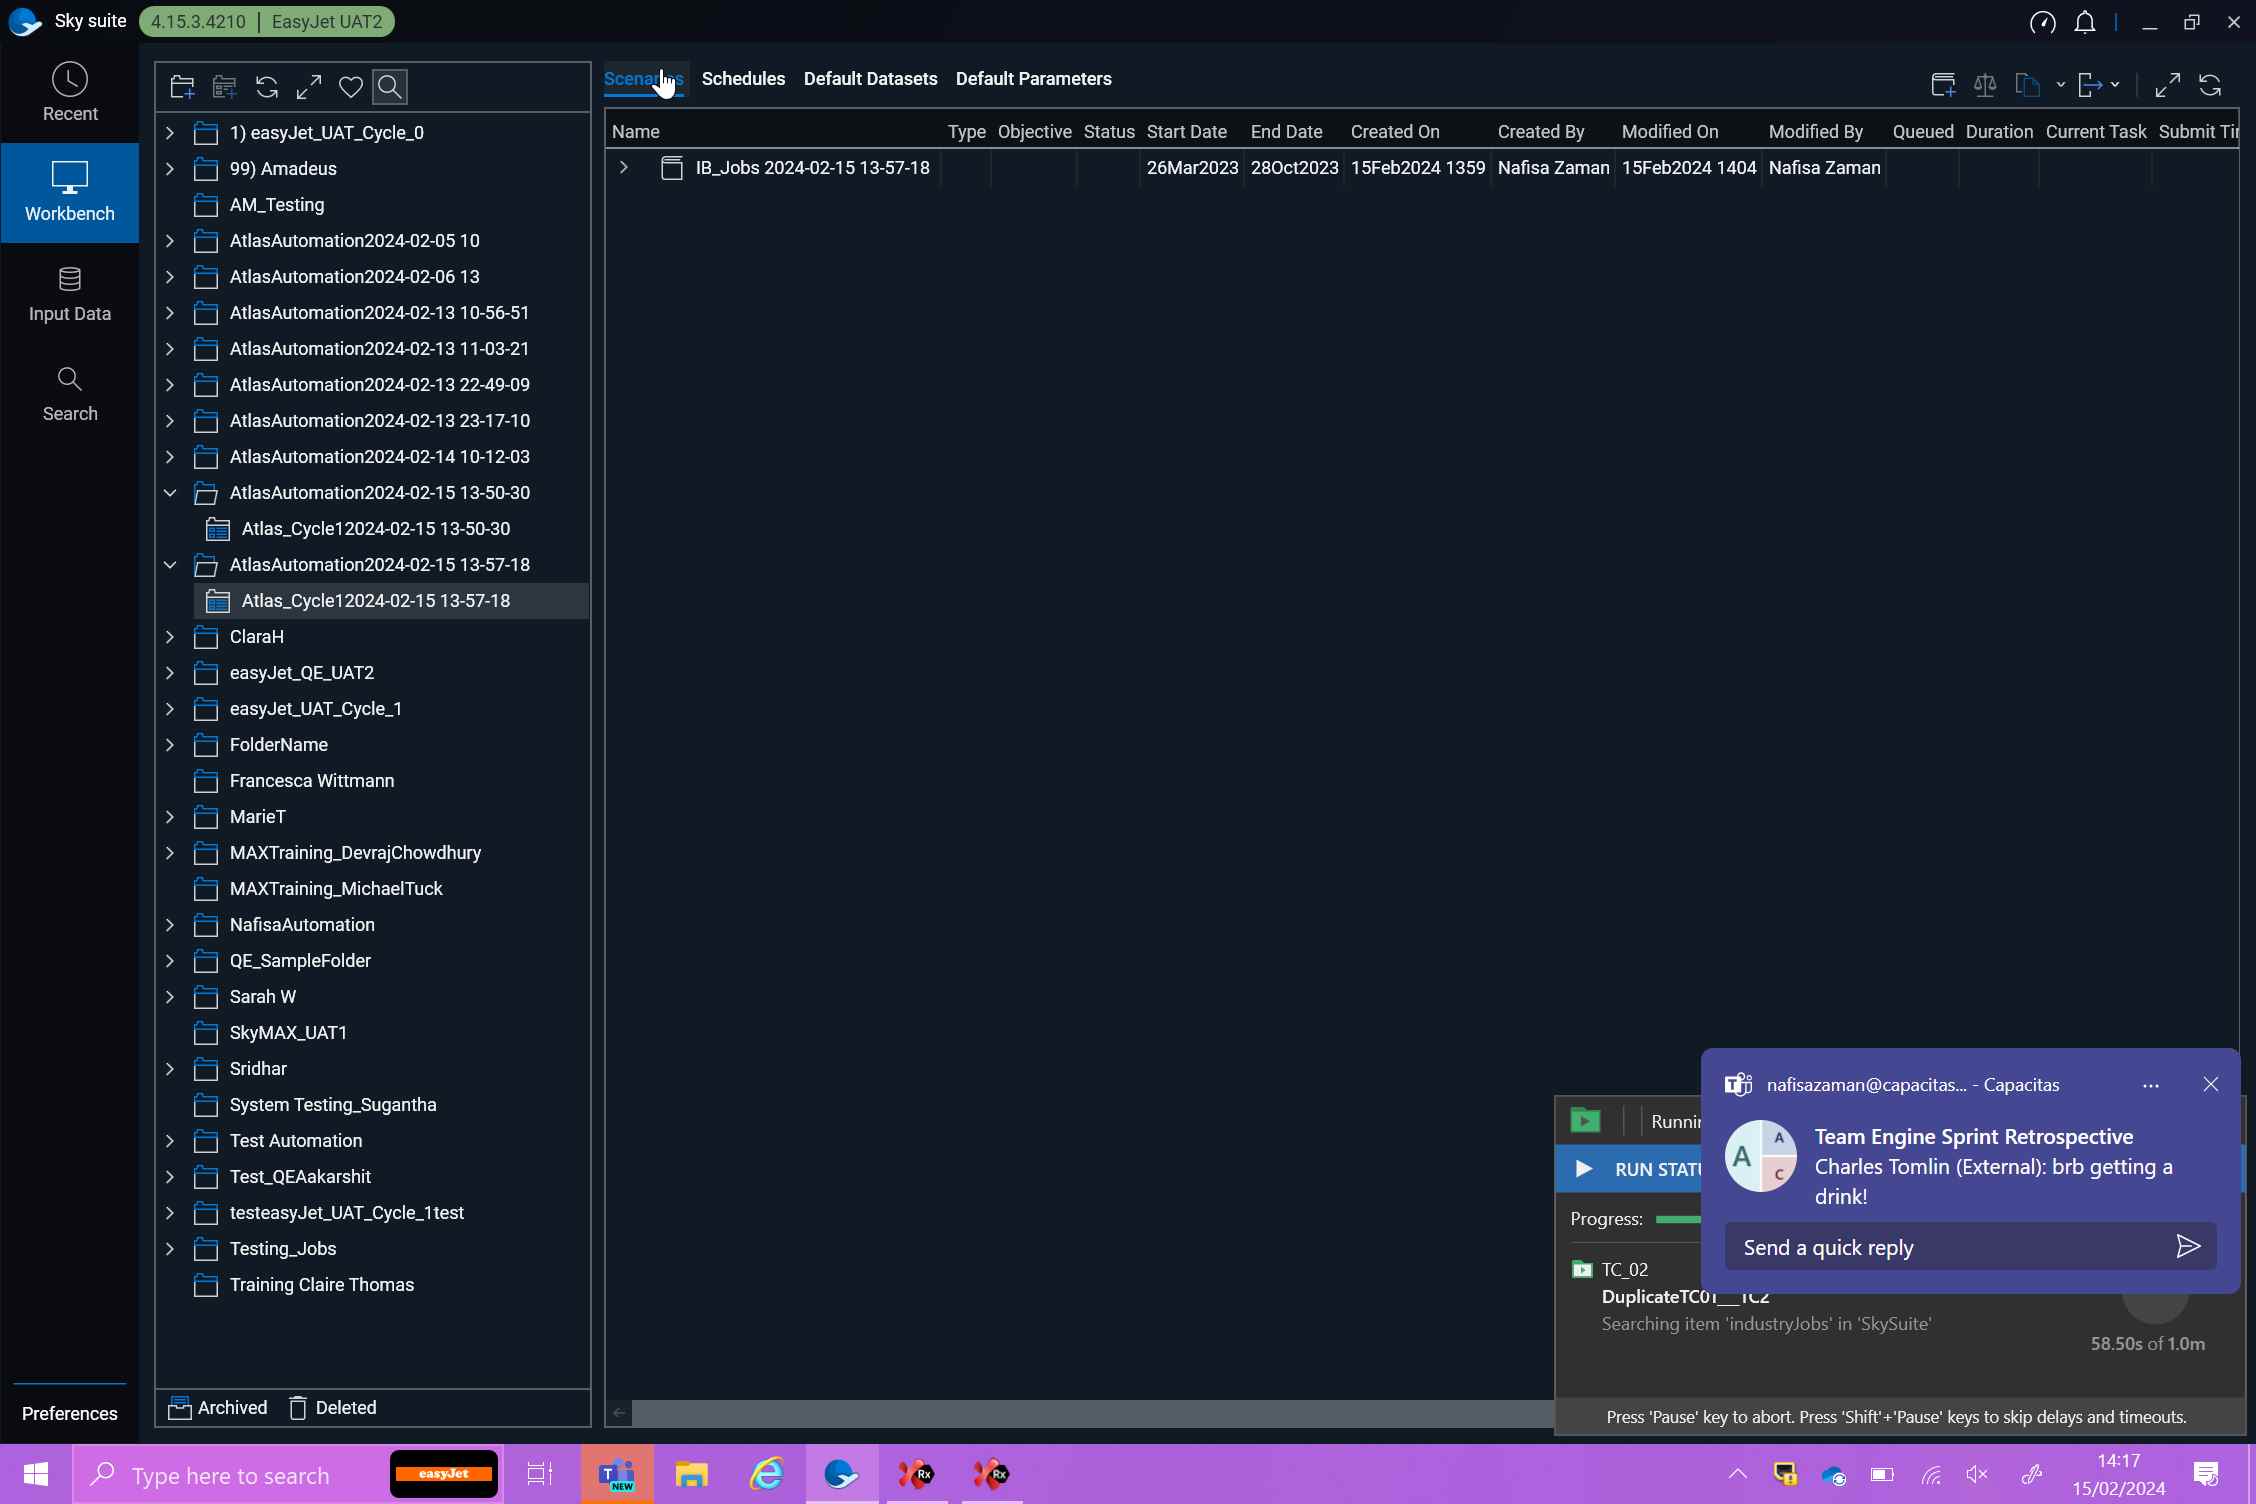 Sky suite 4.15.3.4210 | EasyJet UAT2
Recent
Workbench
Input Data
Search
Preferences
1) easyJet_UAT_Cycle_0
99) Amadeus
AM_Testing
AtlasAutomation2024-02-05 10
AtlasAutomation2024-02-06 13
AtlasAutomation2024-02-13 10-56-51
AtlasAutomation2024-02-13 11-03-21
AtlasAutomation2024-02-13 22-49-09
AtlasAutomation2024-02-13 23-17-10
AtlasAutomation2024-02-14 10-12-03
AtlasAutomation2024-02-15 13-50-30
Atlas_Cycle12024-02-15 13-50-30
AtlasAutomation2024-02-15 13-57-18
Atlas_Cycle12024-02-15 13-57-18
ClaraH
easyJet_QE_UAT2
easyJet_UAT_Cycle_1
FolderName
Francesca Wittmann
MarieT
MAXTraining_DevrajChowdhury
MAXTraining_MichaelTuck
NafisaAutomation
QE_SampleFolder
Sarah W
SkyMAX_UAT1
Sridhar
System Testing_Sugantha
Test Automation
Test_QEAakarshit
testeasyJet_UAT_Cycle_1test
Testing_Jobs
Training Claire Thomas
Archived Deleted
Schedules Default Datasets Default Parameters
Name Type Objective Status Start Date End Date Created On Created By Modified On Modified By Queued Duration Current Task Submit
IB_Jobs 2024-02-15 13-57-18 26Mar2023 28Oct2023 15Feb2024 1359 Nafisa Zaman 15Feb2024 1404 Nafisa Zaman
nafisazaman@capacitas... - Capacitas
A A C
Team Engine Sprint Retrospective
Charles Tomlin (External): brb getting a
drink!
Send a quick reply
RUN
Progress:
TC_02
DuplicateTC01__TC2
Searching item 'industryJobs' in 'SkySuite'
58.50s of 1.0m
Press 'Pause' key to abort. Press 'Shift'+'Pause' keys to skip delays and timeouts.
Type here to search
easyJet
T NEW
Rx
Rx
14:17
15/02/2024